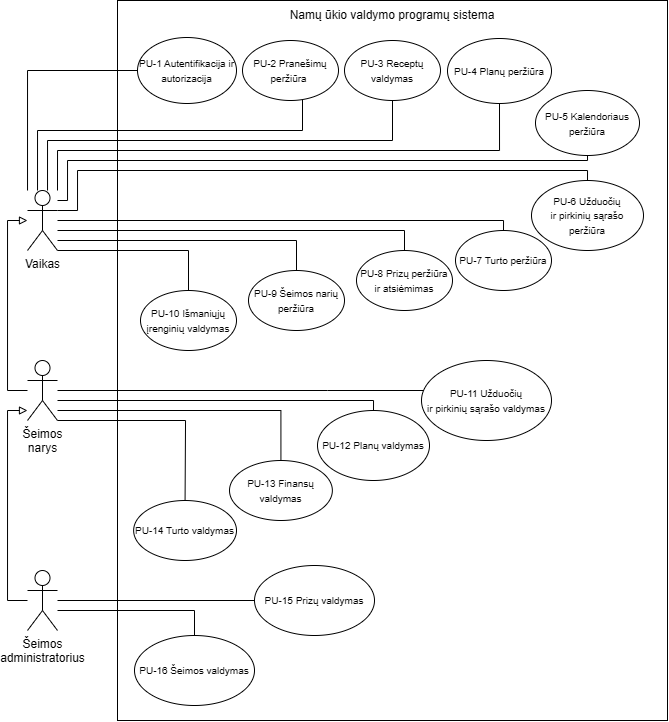 Namų ūkio valdymo programų sistema
PU-1 Autentifikacija ir
autorizacija
PU-2 Pranešimų
peržiūra
PU-3 Receptų
valdymas
PU-4 Planų peržiūra
PU-5 Kalendoriaus
peržiūra
PU-6 Užduočių
ir pirkinių sąrašo
peržiūra
Vaikas
PU-7 Turto peržiūra
PU-8 Prizų peržiūra
ir atsiėmimas
PU-9 Šeimos narių
peržiūra
PU-10 Išmaniųjų
įrenginių valdymas
PU-11 Užduočių
ir pirkinių sąrašo valdymas
Šeimos
narys
PU-12 Planų valdymas
PU-13 Finansų
valdymas
PU-14 Turto valdymas
PU-15 Prizų valdymas
Šeimos
administratorius
PU-16 Šeimos valdymas